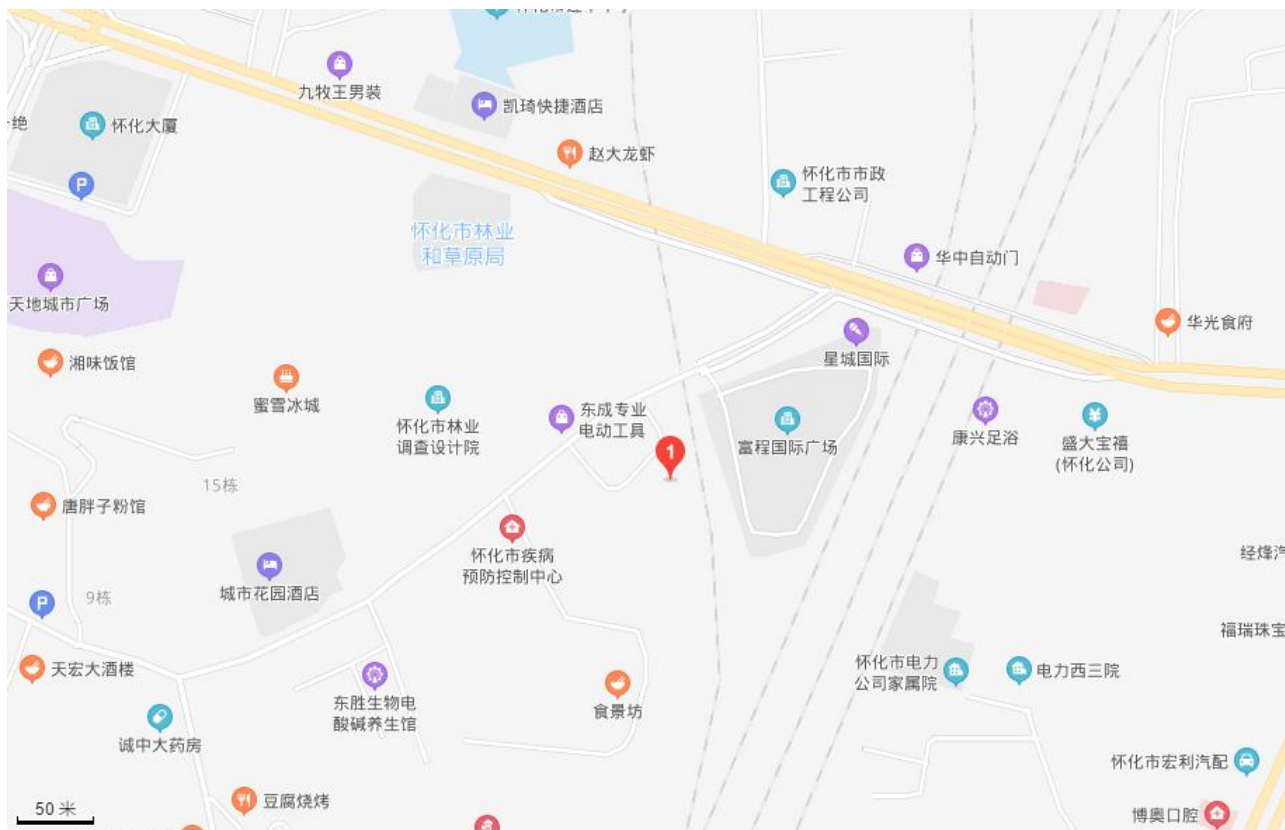 九牧王男装
凯琦快捷酒店
怀化大厦
赵大龙虾
P
怀化市市政
工程公司
怀化市林业
和草原局
华中自动门
天地城市广场
华光食府
星城国际
湘味饭馆
蜜雪冰城
怀化市林业
调查设计院
东成专业
电动工具
1
富程国际广场
康兴足浴
盛大宝禧
(怀化公司)
15栋
唐胖子粉馆
怀化市疾病
预防控制中心
城市花园酒店
9栋
P
福瑞珠宝
天宏大酒楼
怀化市电力
公司家属院
电力西三院
东胜生物电
酸碱养生馆
食景坊
诚中大药房
怀化市宏利汽配
豆腐烧烤
50 米
博奥口腔